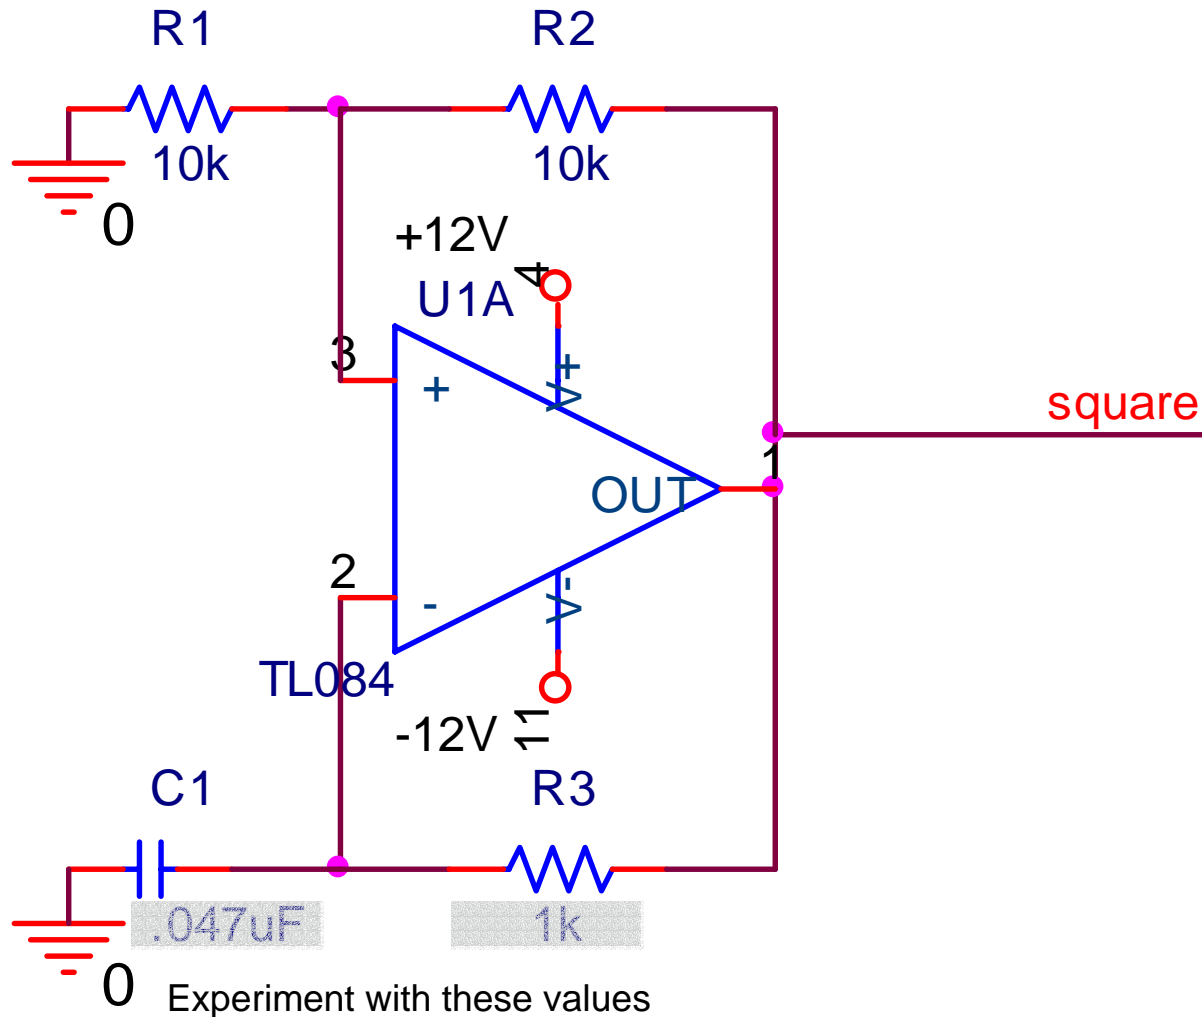 R1
R2
10k
10k
0
+12V
4
U1A
3
+
V+
square
1
OUT
2
-
V-
TL084
-12V
11
C1
R3
.047uF
1k
0
Experiment with these values